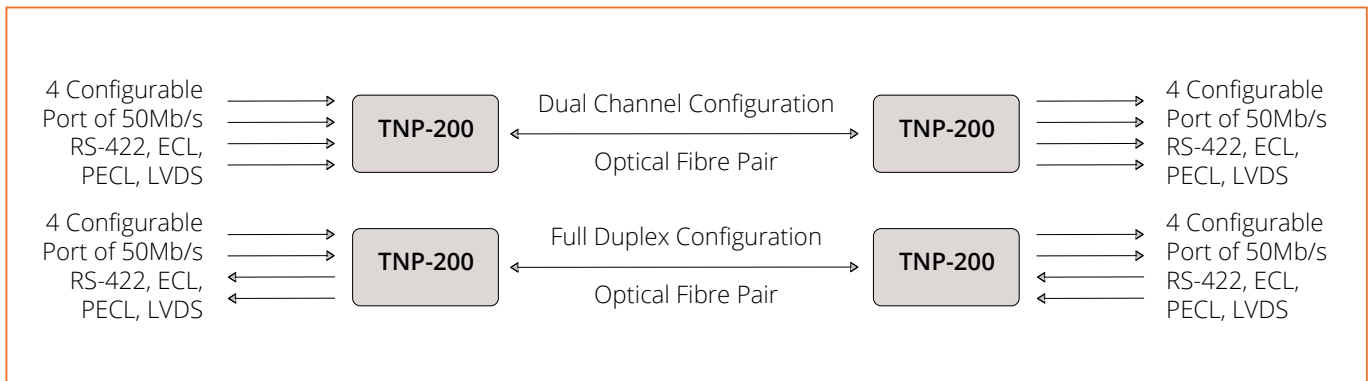 4 Configurable
Port of 50Mb/s
RS-422, ECL,
PECL, LVDS
TNP-200
Dual Channel Configuration
Optical Fibre Pair
TNP-200
4 Configurable
Port of 50Mb/s
RS-422, ECL,
PECL, LVDS
4 Configurable
Port of 50Mb/s
RS-422, ECL,
PECL, LVDS
TNP-200
Full Duplex Configuration
Optical Fibre Pair
TNP-200
4 Configurable
Port of 50Mb/s
RS-422, ECL,
PECL, LVDS